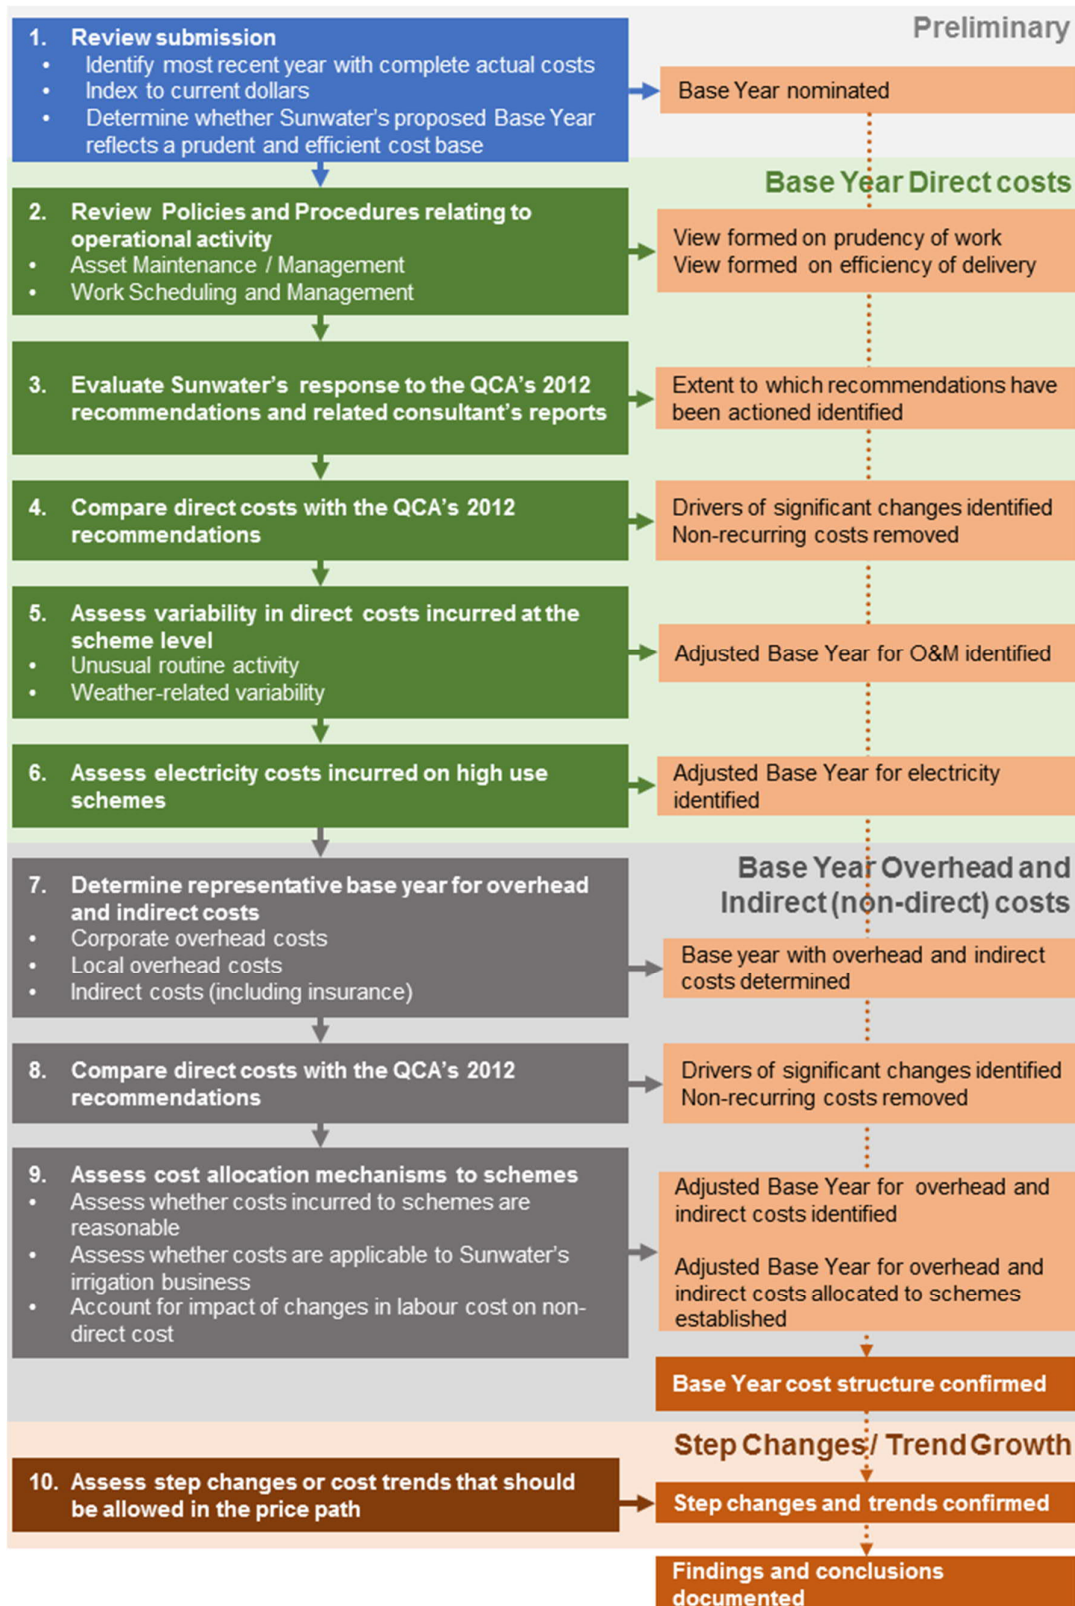 Preliminary
1. Review submission
• Identify most recent year with complete actual costs
• Index to current dollars
• Determine whether Sunwater's proposed Base Year
reflects a prudent and efficient cost base
Base Year nominated
Base Year Direct costs
2. Review Policies and Procedures relating to
operational activity
• Asset Maintenance / Management
• Work Scheduling and Management
View formed on prudency of work
View formed on efficiency of delivery
3. Evaluate Sunwater's response to the QCA's 2012
recommendations and related consultant's reports
Extent to which recommendations have
been actioned identified
4. Compare direct costs with the QCA's 2012
recommendations
Drivers of significant changes identified
Non-recurring costs removed
5. Assess variability in direct costs incurred at the
scheme level
• Unusual routine activity
• Weather-related variability
Adjusted Base Year for O&M identified
6. Assess electricity costs incurred on high use
schemes
Adjusted Base Year for electricity
identified
Base Year Overhead and
Indirect (non-direct) costs
7. Determine representative base year for overhead
and indirect costs
• Corporate overhead costs
• Local overhead costs
• Indirect costs (including insurance)
Base year with overhead and indirect
costs determined
8. Compare direct costs with the QCA's 2012
recommendations
Drivers of significant changes identified
Non-recurring costs removed
9. Assess cost allocation mechanisms to schemes
• Assess whether costs incurred to schemes are
reasonable
• Assess whether costs are applicable to Sunwater's
irrigation business
• Account for impact of changes in labour cost on non-
direct cost
Adjusted Base Year for overhead and
indirect costs identified
Adjusted Base Year for overhead and
indirect costs allocated to schemes
established
Base Year cost structure confirmed
Step Changes / Trend Growth
10. Assess step changes or cost trends that should
be allowed in the price path
Step changes and trends confirmed
Findings and conclusions
documented